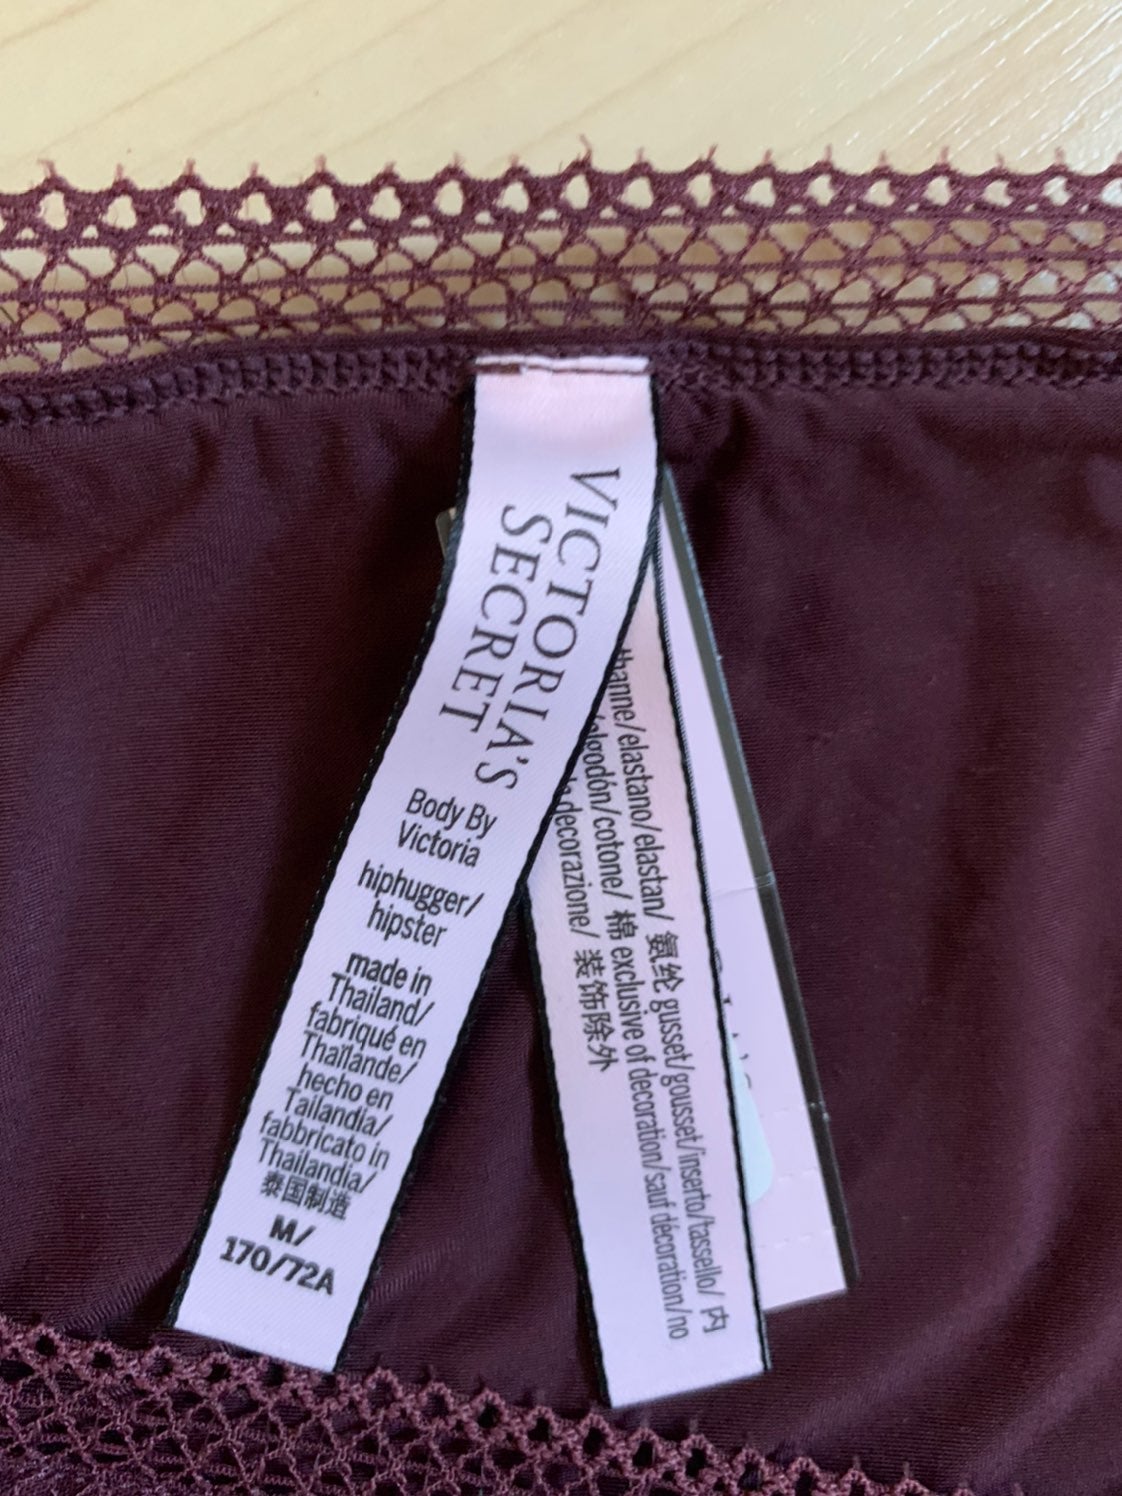 VICTORIA'S
SECRET
Body By
Victoria
hiphugger/
hipster
made in
Thailand/
fabriqué en
Thaïlande/
hecho en
Tailandia/
fabbricato in
Thailandia/
泰国制造
M/
170/72A
/elastano/elastan/ 氨纶 gusset/gousset/inserto/tassello/ 内
/algodón/cotone/ 棉 exclusive of decoration/sauf décoration/no
decorazione/ 装饰除外